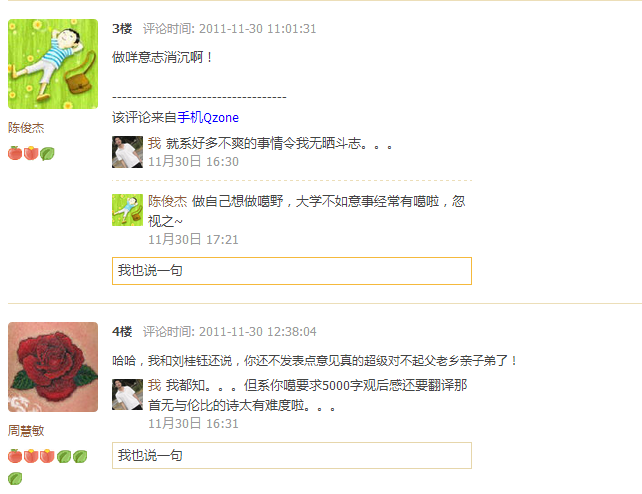 3楼 评论时间: 2011-11-30 11:01:31
做咩意志消沉啊！
-----------------------------------
该评论来自手机Qzone
陈俊杰
我 就系好多不爽的事情令我无晒斗志。。。
11月30日 16:30
陈俊杰 做自己想做噶野，大学不如意事经常有噶啦，忽
视之~
11月30日 17:21
我也说一句
4楼 评论时间: 2011-11-30 12:38:04
哈哈，我和刘桂钰还说，你还不发表点意见真的超级对不起父老乡亲子弟了！
周慧敏
我 我都知。。。但系你噶要求5000字观后感还要翻译那
首无与伦比的诗太有难度啦。。。
11月30日 16:31
我也说一句